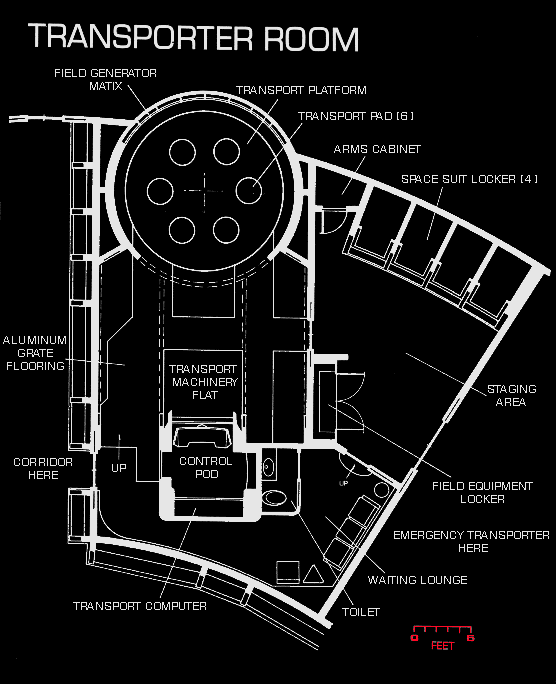 TRANSPORTER ROOM
FIELD GENERATOR
MATIX
TRANSPORT PLATFORM
TRANSPORT PAD [6]
ARMS CABINET
SPACE SUIT LOCKER [4]
ALUMINUM
GRATE
FLOORING
TRANSPORT
MACHINERY
FLAT
STAGING
AREA
CORRIDOR
HERE
UP
CONTROL
POD
UP
FIELD EQUIPMENT
LOCKER
EMERGENCY TRANSPORTER
HERE
WAITING LOUNGE
TRANSPORT COMPUTER
TOILET
0 6
FEET